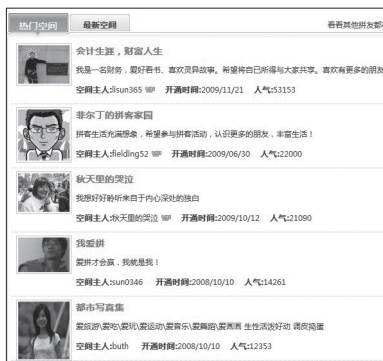 热门空间 最新空间 看看其他拼友都
会计生涯，财富人生
我是一名财务，爱好看书、喜欢灵异故事。希望将自己所得与大家共享。喜欢有更多的朋友
空间主人:lisun365 VIP 开通时间:2009/11/21 人气:53153
菲尔丁的拼客家园
拼客生活充满想象，希望参与拼客活动，认识更多的朋友，丰富生活！
空间主人:fielding52 VIP 开通时间:2009/06/30 人气:22000
秋天里的哭泣
我想好好聆听来自于内心深处的独白
空间主人:秋天里的哭泣 VIP 开通时间:2009/10/12 人气:21090
我爱拼
爱拼才会赢．我就是我！
空间主人:sun0346 开通时间:2008/10/10 人气:14261
都市写真集
爱旅游\爱吃\爱玩\爱运动\爱音乐\爱舞蹈\爱画画 生性活泼好动 调皮捣蛋
空间主人:buth 开通时间:2008/10/10 人气:12353